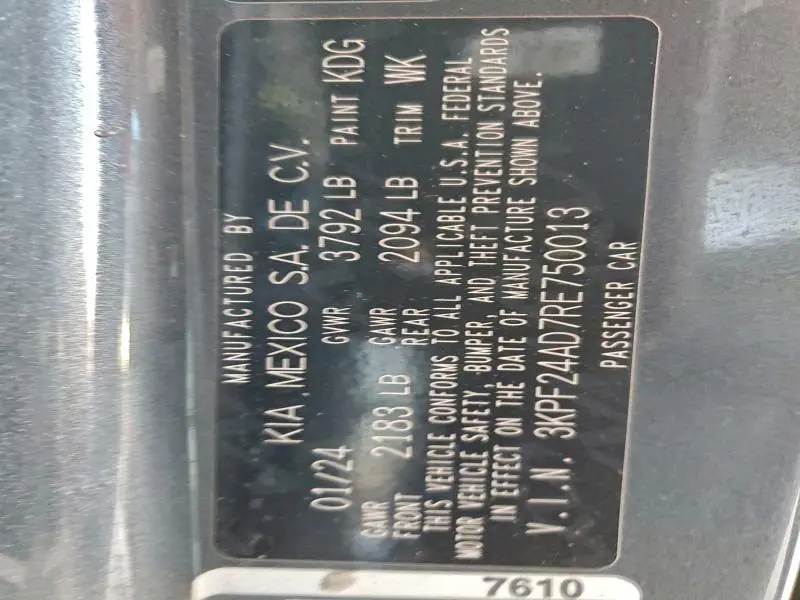 MANUFACTURED BY
KIA, MEXICO S.A. DE C.V.
01/24 GVWR 3792 LB PAINT KDG
GAWR FRONT 2183 LB GAWR REAR 2094 LB TRIM WK
THIS VEHICLE CONFORMS TO ALL APPLICABLE U.S.A. FEDERAL
MOTOR VEHICLE SAFETY, BUMPER, AND THEFT PREVENTION STANDARDS
IN EFFECT ON THE DATE OF MANUFACTURE SHOWN ABOVE.
V.I.N. 3KPF24AD7RE750013
PASSENGER CAR
7610